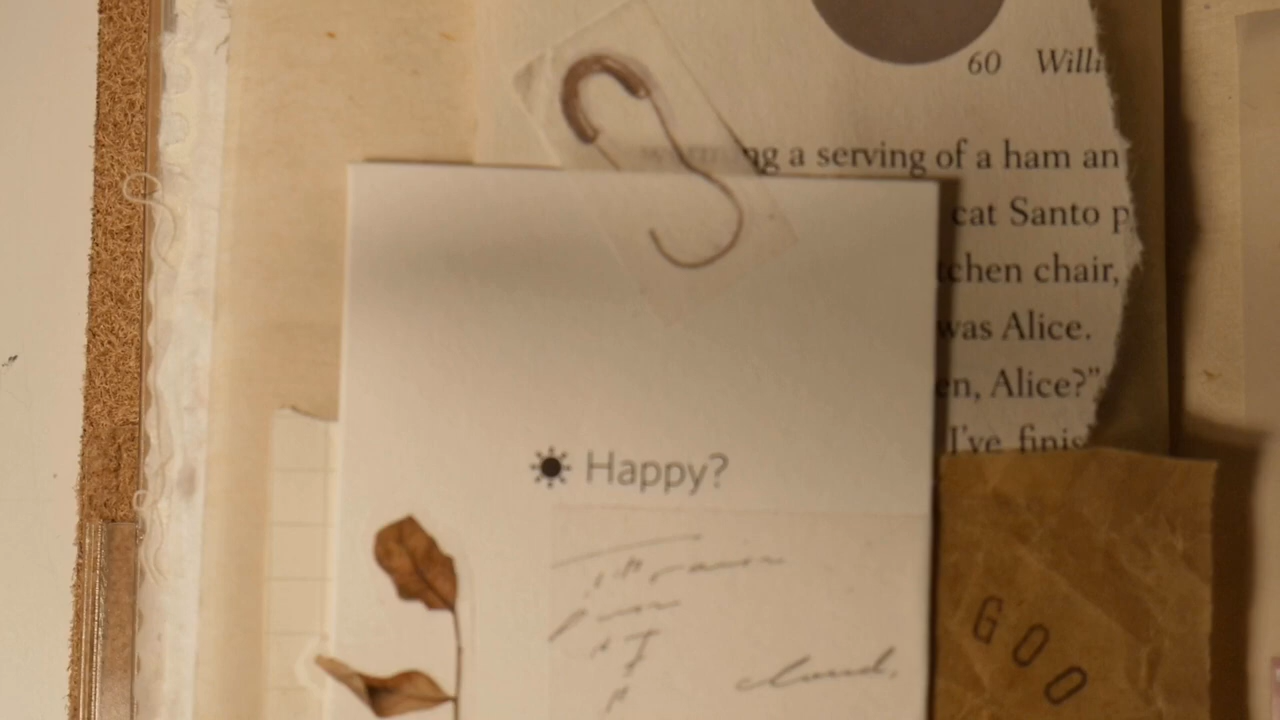 60 Willi
ng a serving of a ham an
cat Santo p
tchen chair,
was Alice.
en, Alice?”
I’ve finis
Happy?
cloud,
GOO